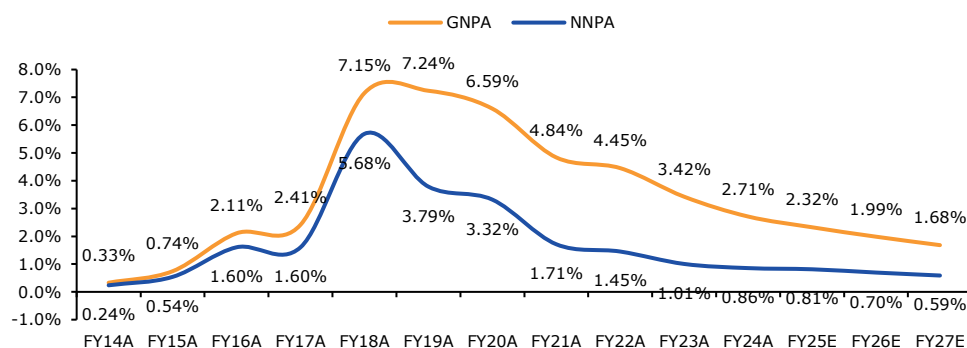 GNPA NNPA
8.0%
7.0%
6.0%
5.0%
4.0%
3.0%
2.0%
1.0%
0.0%
-1.0%
0.33% 0.74% 2.11% 2.41% 7.15% 7.24% 6.59% 4.84% 4.45% 3.42% 2.71% 2.32% 1.99% 1.68%
0.24% 0.54% 1.60% 1.60% 5.68% 3.79% 3.32% 1.71% 1.45% 1.01% 0.86% 0.81% 0.70% 0.59%
FY14A FY15A FY16A FY17A FY18A FY19A FY20A FY21A FY22A FY23A FY24A FY25E FY26E FY27E